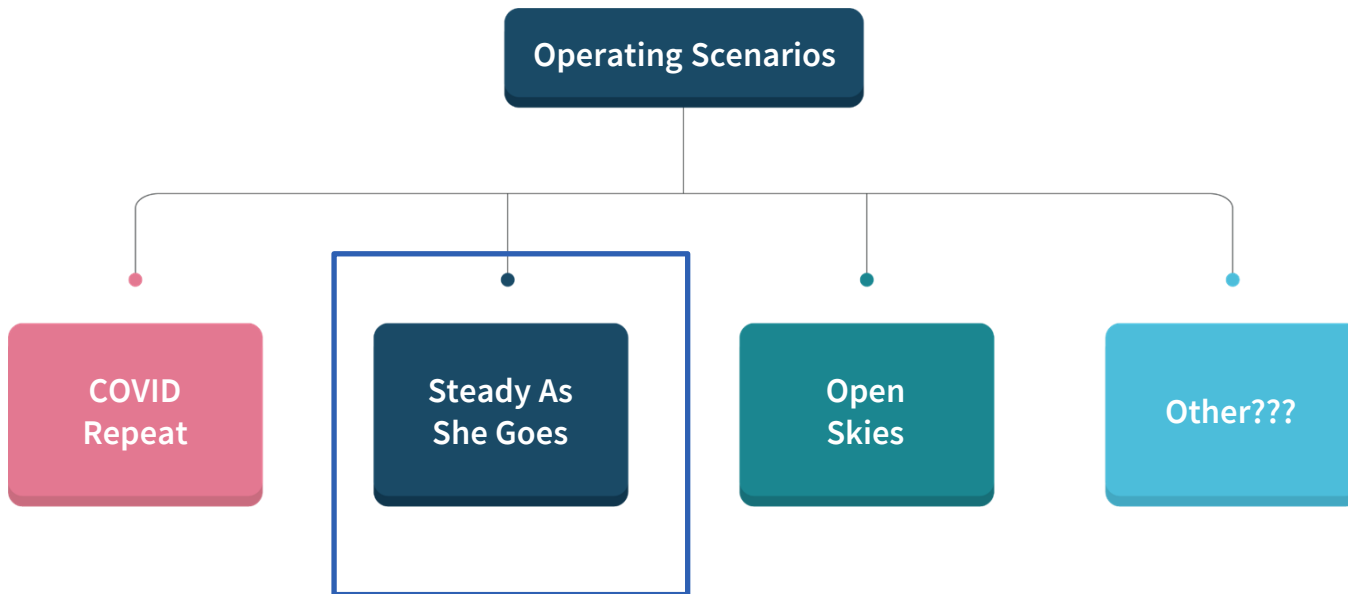 Operating Scenarios
COVID
Repeat
Steady As
She Goes
Open
Skies
Other???